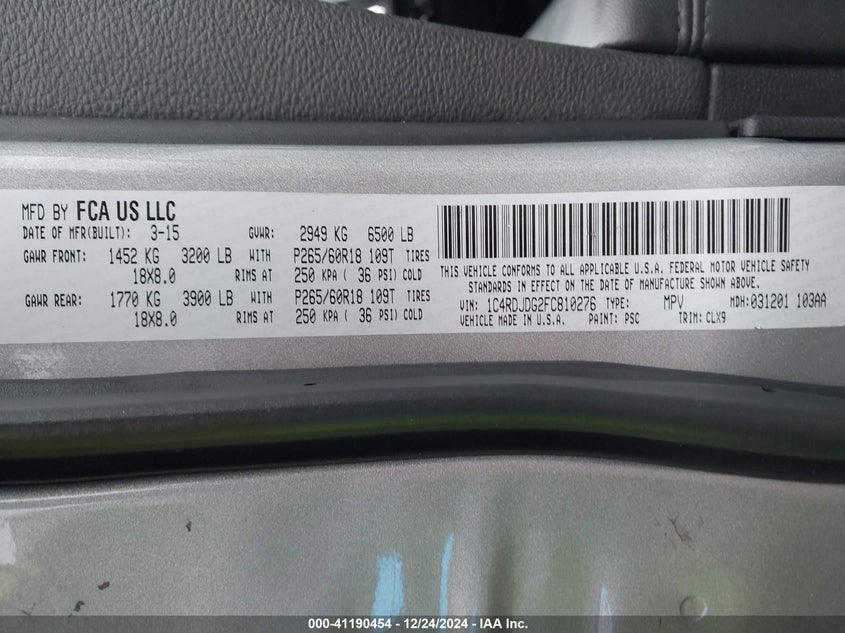 MFD BY FCA US LLC
DATE OF MFR(BUILT): 3-15 GVWR: 2949 KG 6500 LB
GAWR FRONT: 1452 KG 3200 LB WITH P265/60R18 109T TIRES
18X8.0 RIMS AT 250 KPA ( 36 PSI) COLD
GAWR REAR: 1770 KG 3900 LB WITH P265/60R18 109T TIRES
18X8.0 RIMS AT 250 KPA ( 36 PSI) COLD
THIS VEHICLE CONFORMS TO ALL APPLICABLE U.S.A. FEDERAL MOTOR VEHICLE SAFETY
STANDARDS IN EFFECT ON THE DATE OF MANUFACTURE SHOWN ABOVE.
VIN: 1C4RDJDG2FC810276 TYPE: MPV MDH:031201 103AA
VEHICLE MADE IN U.S.A. PAINT: PSC TRIM: CLX9
000-41190454 - 12/24/2024 - IAA Inc.